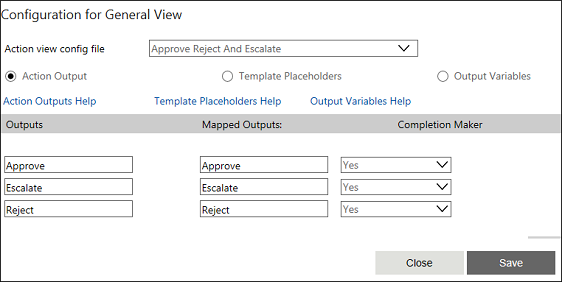 Configuration for General View
Action view config file Approve Reject And Escalate
Action Output Template Placeholders Output Variables
Action Outputs Help Template Placeholders Help Output Variables Help
Outputs Mapped Outputs: Completion Maker
Approve Approve Yes
Escalate Escalate Yes
Reject Reject Yes
Close Save